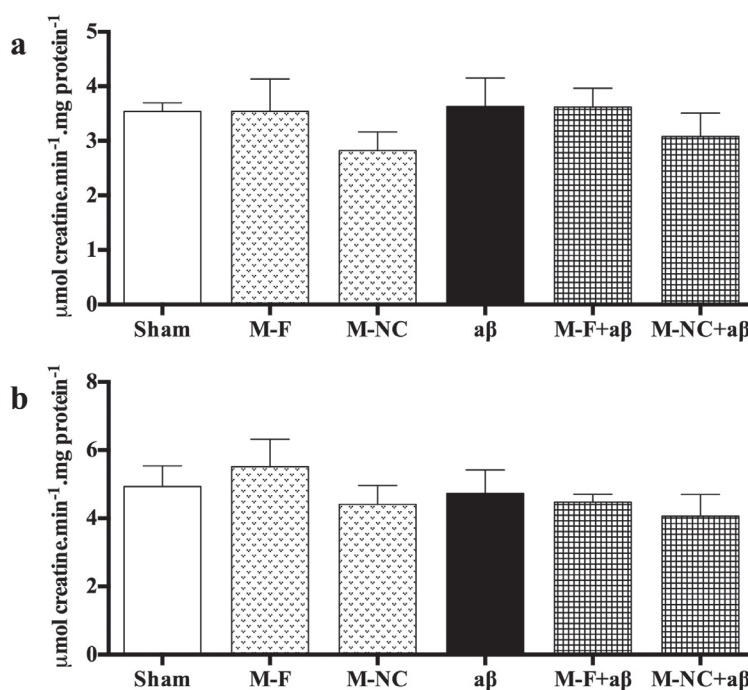 a
μmol creatine.min⁻¹.mg protein⁻¹
5
4
3
2
1
0
Sham M-F M-NC aβ M-F+aβ M-NC+aβ
b
μmol creatine.min⁻¹.mg protein⁻¹
8
6
4
2
0
Sham M-F M-NC aβ M-F+aβ M-NC+aβ